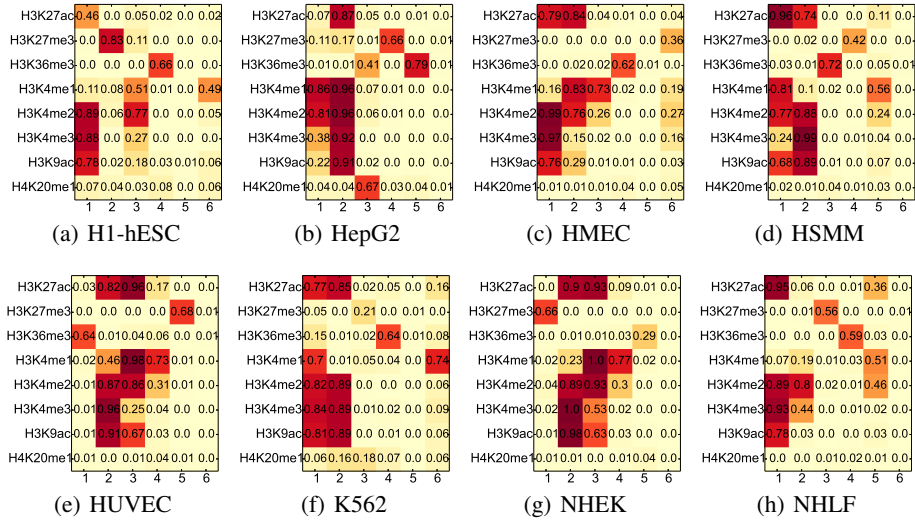 H3K27ac 0.46 0.0 0.05 0.02 0.0 0.02
H3K27me3 0.0 0.83 0.11 0.0 0.0 0.0
H3K36me3 0.0 0.0 0.0 0.66 0.0 0.0
H3K4me1 0.11 0.08 0.51 0.01 0.0 0.49
H3K4me2 0.89 0.06 0.77 0.0 0.0 0.05
H3K4me3 0.88 0.0 0.27 0.0 0.0 0.0
H3K9ac 0.78 0.02 0.18 0.03 0.01 0.06
H4K20me1 0.07 0.04 0.03 0.08 0.0 0.06
1 2 3 4 5 6
(a) H1-hESC
H3K27ac 0.07 0.87 0.05 0.0 0.01 0.0
H3K27me3 0.11 0.17 0.01 0.66 0.0 0.0
H3K36me3 0.0 0.03 0.41 0.0 0.79 0.01
H3K4me1 0.86 0.96 0.07 0.01 0.0 0.0
H3K4me2 0.81 0.96 0.06 0.01 0.0 0.0
H3K4me3 0.38 0.92 0.0 0.0 0.0 0.0
H3K9ac 0.22 0.91 0.02 0.0 0.0 0.0
H4K20me1 0.04 0.04 0.67 0.03 0.04 0.01
1 2 3 4 5 6
(b) HepG2
H3K27ac 0.79 0.84 0.04 0.01 0.0 0.04
H3K27me3 0.0 0.0 0.0 0.0 0.0 0.36
H3K36me3 0.0 0.03 0.02 0.62 0.0 0.04
H3K4me1 0.16 0.83 0.73 0.02 0.0 0.19
H3K4me2 0.99 0.76 0.26 0.0 0.0 0.27
H3K4me3 0.97 0.15 0.01 0.0 0.0 0.16
H3K9ac 0.76 0.29 0.01 0.01 0.0 0.03
H4K20me1 0.01 0.01 0.0 0.04 0.0 0.05
1 2 3 4 5 6
(c) HMEC
H3K27ac 0.96 0.74 0.0 0.0 0.11 0.0
H3K27me3 0.0 0.02 0.0 0.42 0.0 0.0
H3K36me3 0.03 0.01 0.72 0.0 0.05 0.0
H3K4me1 0.81 0.1 0.02 0.0 0.56 0.0
H3K4me2 0.77 0.88 0.0 0.0 0.24 0.0
H3K4me3 0.24 0.99 0.0 0.01 0.04 0.0
H3K9ac 0.68 0.89 0.01 0.0 0.07 0.0
H4K20me1 0.02 0.01 0.04 0.02 0.04 0.0
1 2 3 4 5 6
(d) HSMM
H3K27ac 0.03 0.82 0.96 0.17 0.0 0.0
H3K27me3 0.0 0.0 0.0 0.0 0.68 0.01
H3K36me3 0.64 0.01 0.04 0.06 0.01 0.0
H3K4me1 0.02 0.46 0.98 0.73 0.0 0.0
H3K4me2 0.01 0.87 0.86 0.31 0.01 0.0
H3K4me3 0.01 0.96 0.25 0.04 0.0 0.0
H3K9ac 0.01 0.91 0.67 0.03 0.0 0.0
H4K20me1 0.01 0.0 0.0 0.0 0.01 0.0
1 2 3 4 5 6
(e) HUVEC
H3K27ac 0.77 0.85 0.02 0.05 0.0 0.16
H3K27me3 0.05 0.0 0.21 0.0 0.0 0.0
H3K36me3 0.15 0.01 0.02 0.64 0.01 0.08
H3K4me1 0.7 0.01 0.05 0.04 0.0 0.74
H3K4me2 0.82 0.89 0.0 0.0 0.0 0.06
H3K4me3 0.84 0.89 0.01 0.02 0.0 0.09
H3K9ac 0.81 0.89 0.0 0.0 0.0 0.06
H4K20me1 0.06 0.16 0.18 0.07 0.0 0.04
1 2 3 4 5 6
(f) K562
H3K27ac 0.0 0.9 0.93 0.09 0.01 0.0
H3K27me3 0.66 0.0 0.0 0.0 0.0 0.0
H3K36me3 0.0 0.01 0.01 0.03 0.29 0.0
H3K4me1 0.02 0.23 1.0 0.77 0.02 0.0
H3K4me2 0.04 0.89 0.93 0.3 0.0 0.0
H3K4me3 0.02 1.0 0.53 0.02 0.0 0.0
H3K9ac 0.01 0.98 0.63 0.03 0.0 0.0
H4K20me1 0.0 0.01 0.0 0.0 0.02 0.0
1 2 3 4 5 6
(g) NHEK
H3K27ac 0.95 0.06 0.0 0.01 0.36 0.0
H3K27me3 0.0 0.01 0.56 0.0 0.0 0.0
H3K36me3 0.0 0.0 0.0 0.59 0.03 0.0
H3K4me1 0.07 0.19 0.01 0.03 0.51 0.0
H3K4me2 0.89 0.8 0.02 0.01 0.46 0.0
H3K4me3 0.93 0.44 0.0 0.01 0.02 0.0
H3K9ac 0.78 0.03 0.0 0.02 0.03 0.0
H4K20me1 0.0 0.0 0.02 0.04 0.03 0.0
1 2 3 4 5 6
(h) NHLF